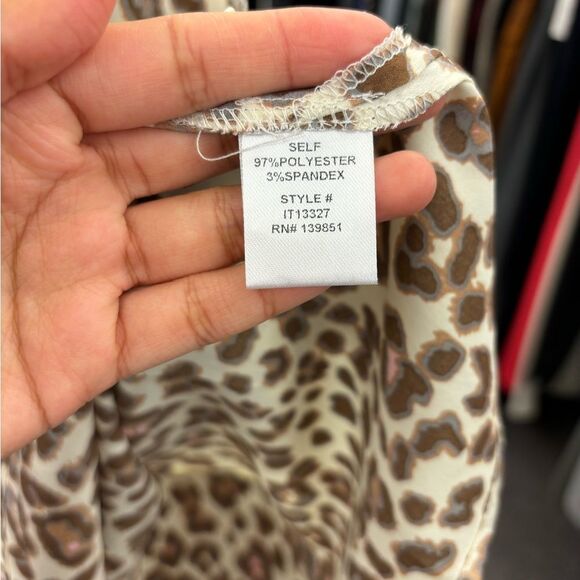 SELF
97%POLYESTER
3%SPANDEX
STYLE #
IT13327
RN# 139851